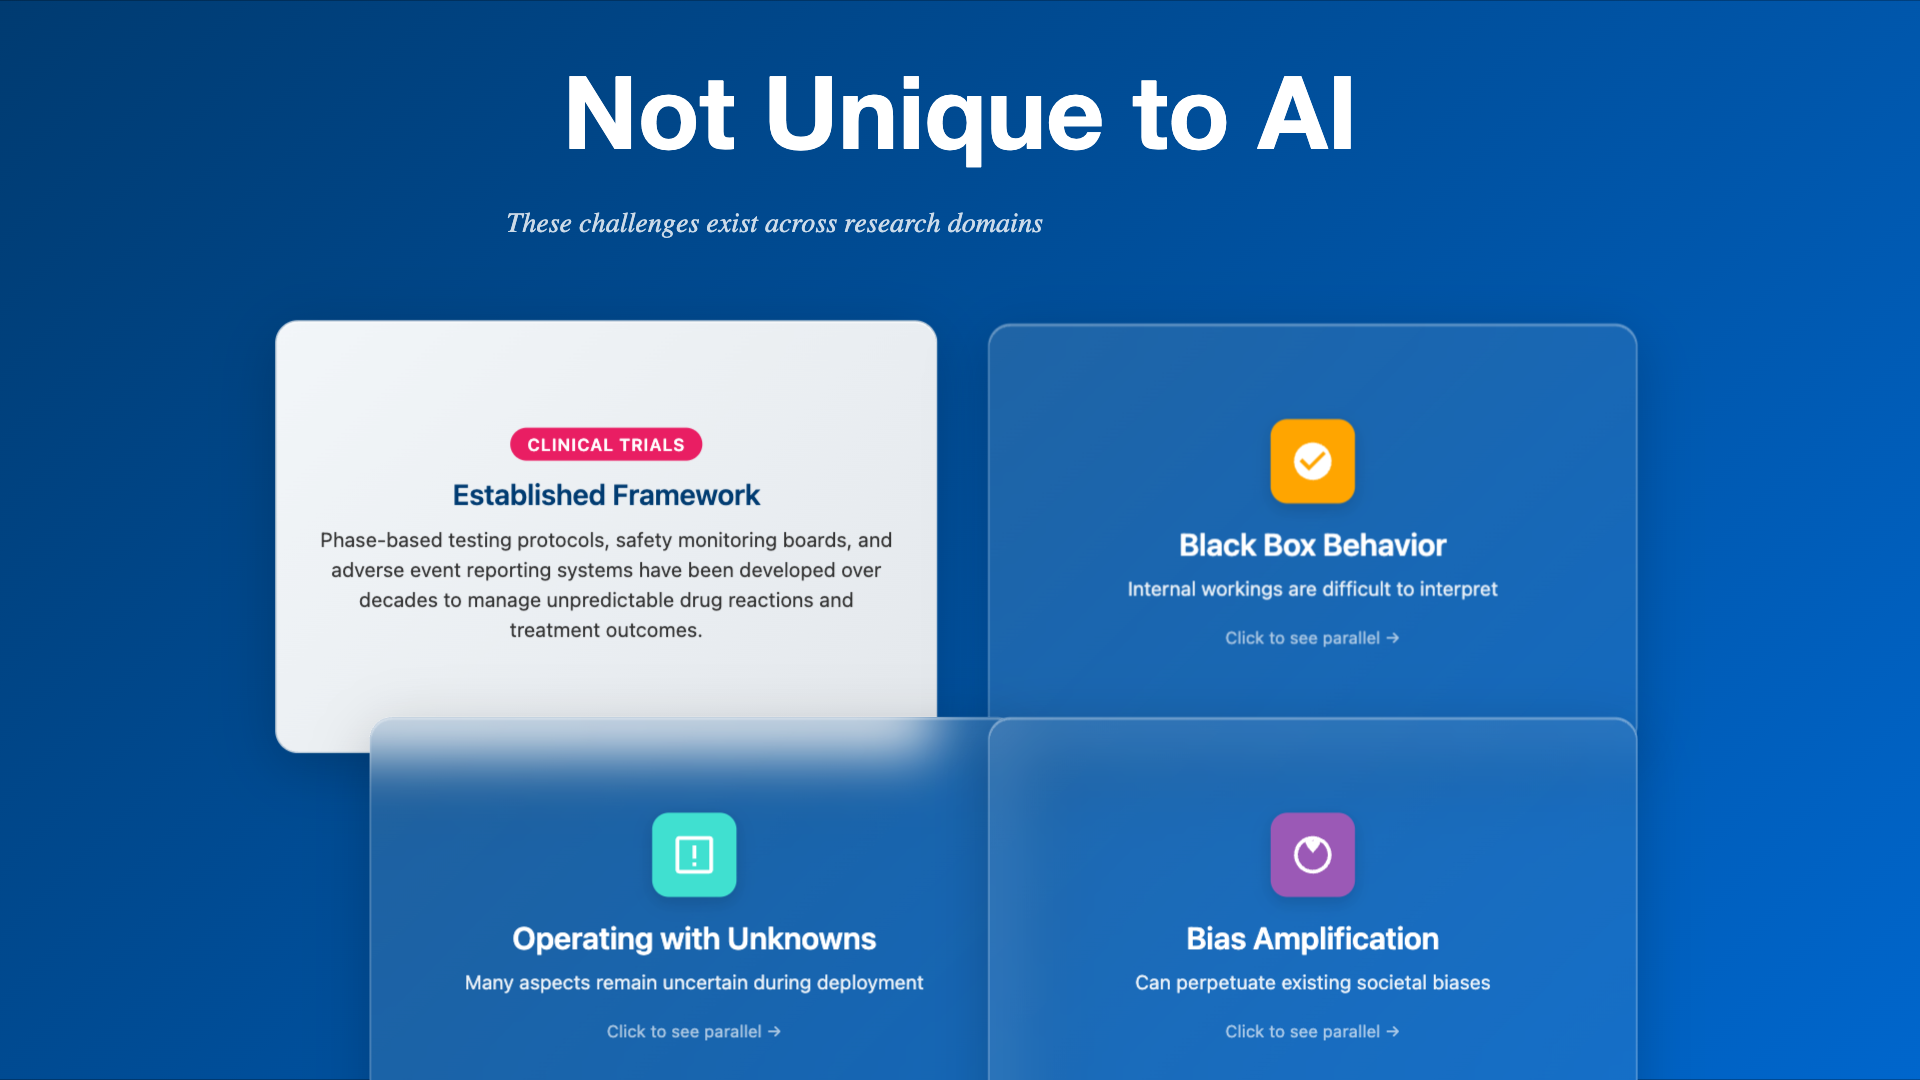 Not Unique to AI
These challenges exist across research domains
CLINICAL TRIALS
Established Framework
Phase-based testing protocols, safety monitoring boards, and
adverse event reporting systems have been developed over
decades to manage unpredictable drug reactions and
treatment outcomes.
Black Box Behavior
Internal workings are difficult to interpret
Click to see parallel →
Operating with Unknowns
Many aspects remain uncertain during deployment
Click to see parallel →
Bias Amplification
Can perpetuate existing societal biases
Click to see parallel →